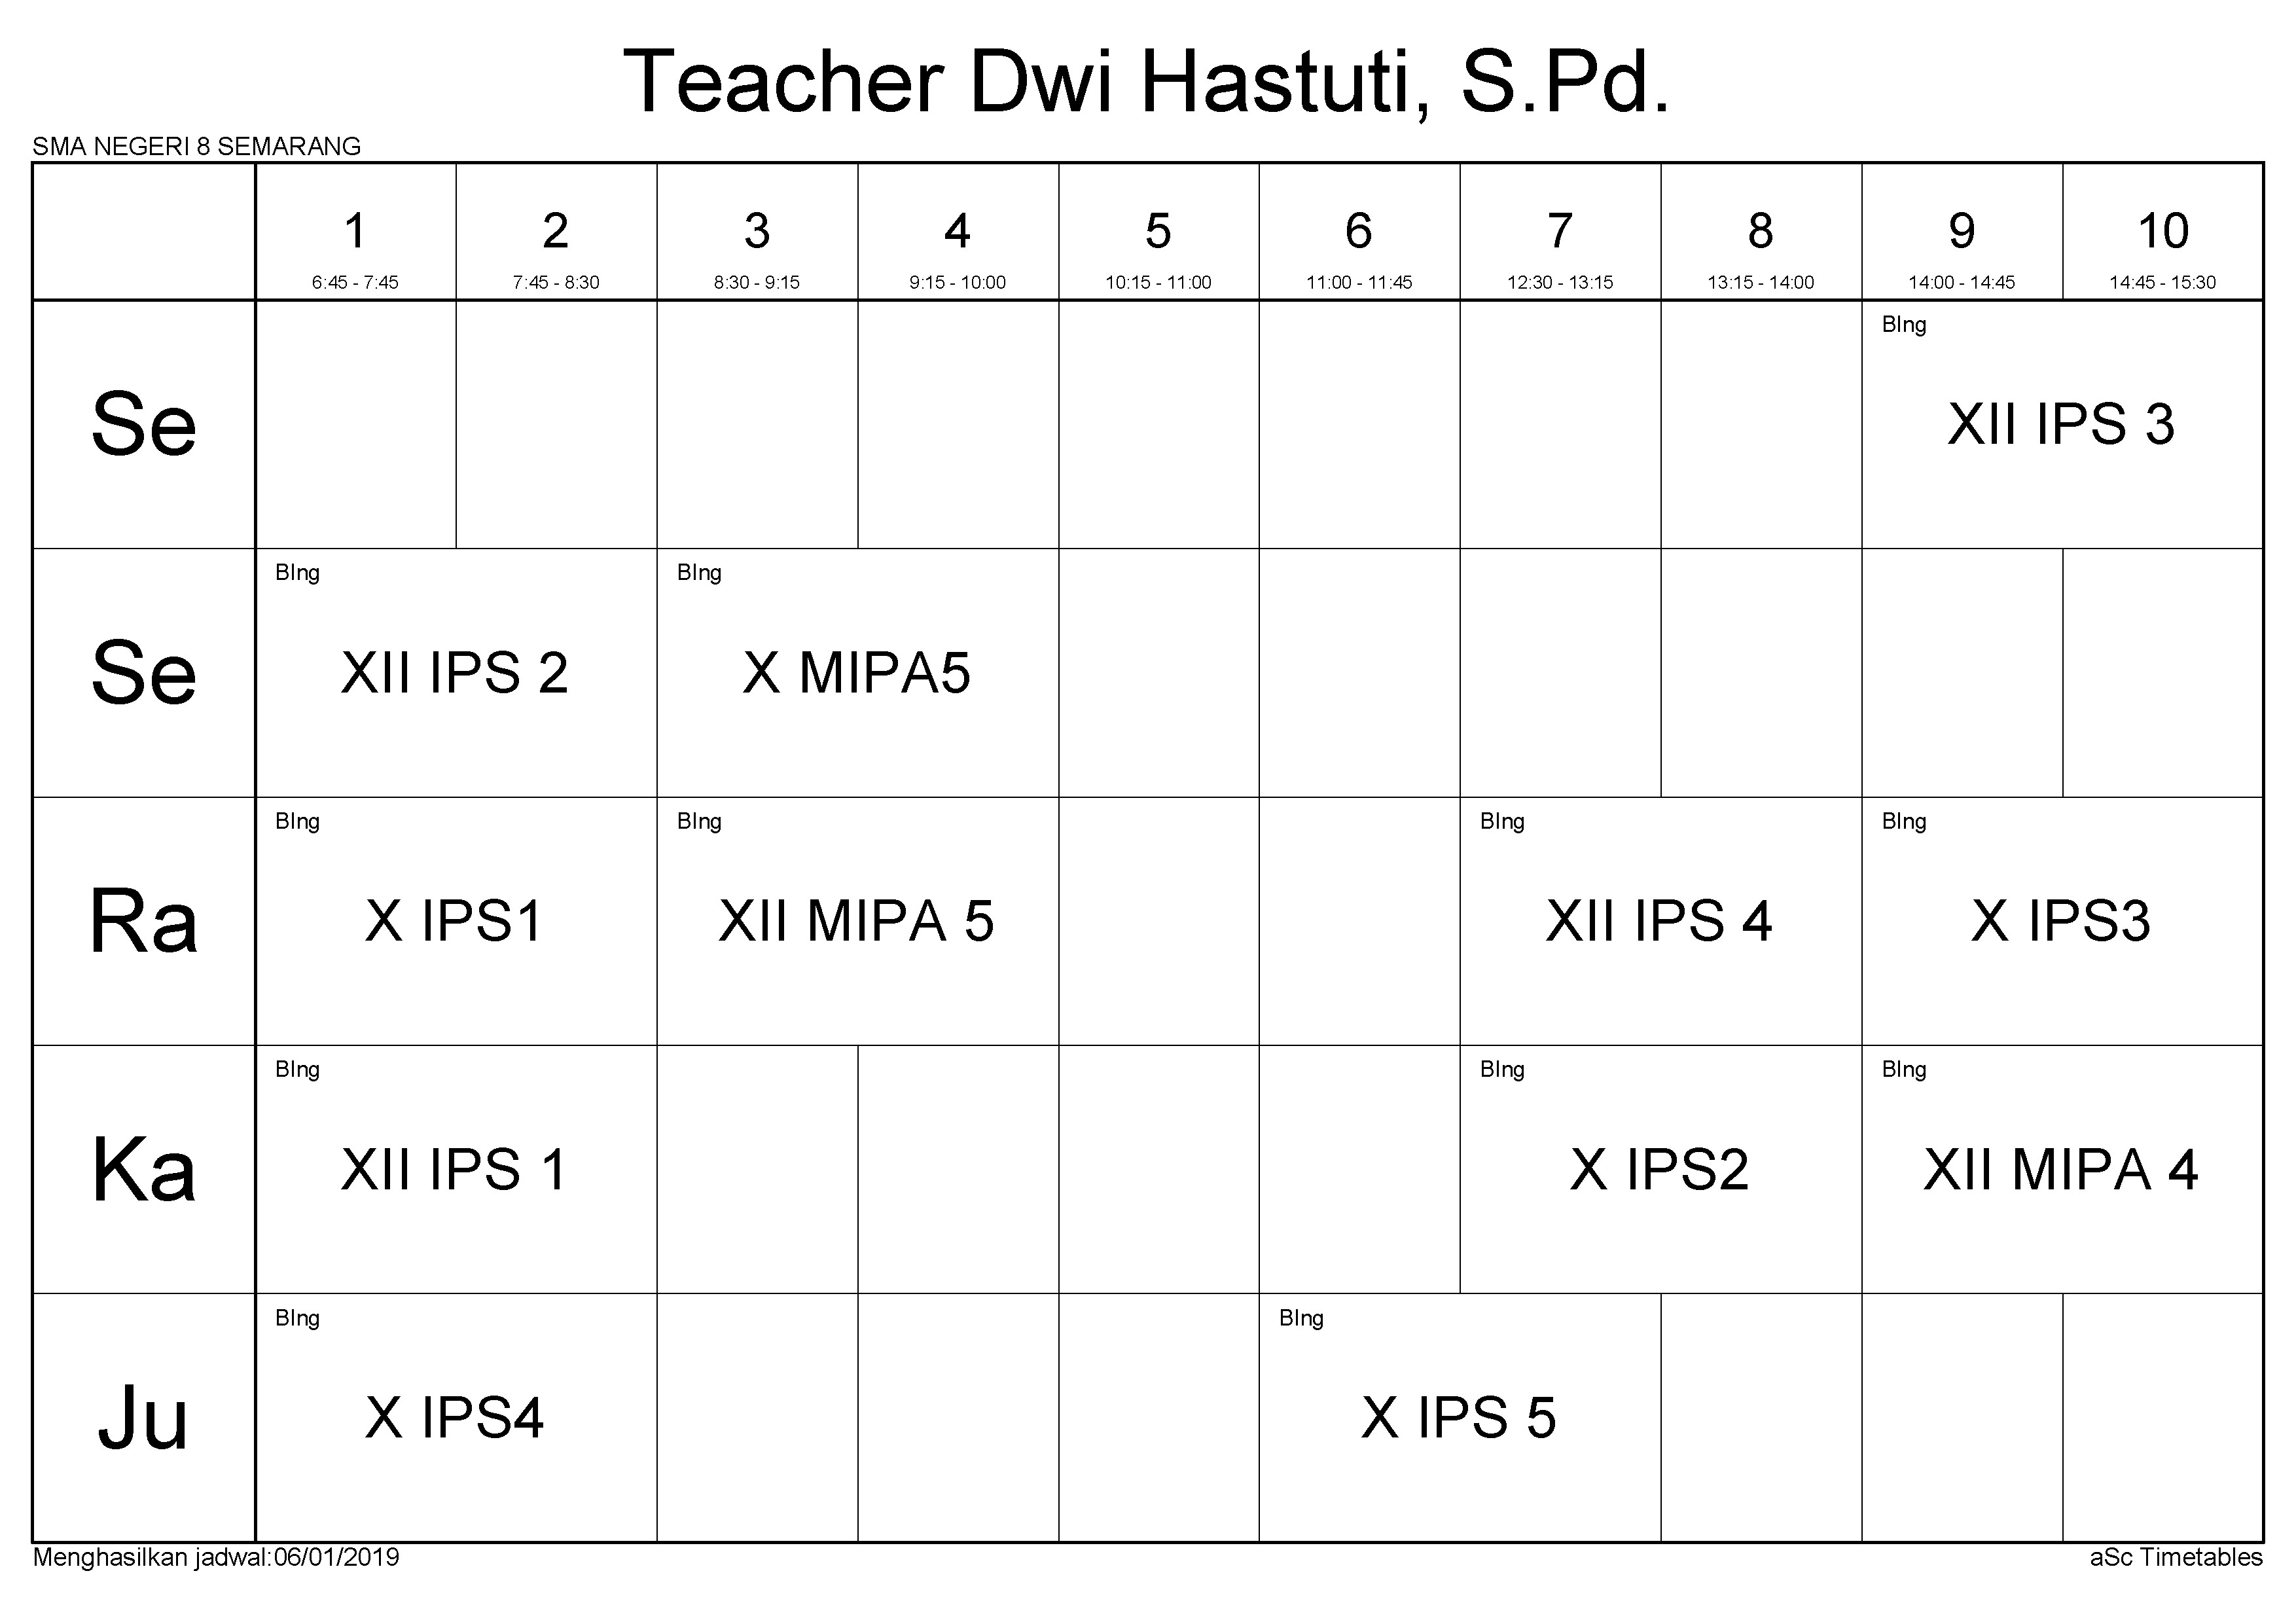 Teacher Dwi Hastuti, S.Pd.
SMA NEGERI 8 SEMARANG
1 2 3 4 5 6 7 8 9 10
6:45 - 7:45 7:45 - 8:30 8:30 - 9:15 9:15 - 10:00 10:15 - 11:00 11:00 - 11:45 12:30 - 13:15 13:15 - 14:00 14:00 - 14:45 14:45 - 15:30
BIng
Se XII IPS 3
BIng BIng
Se XII IPS 2 X MIPA5
BIng BIng BIng BIng
Ra X IPS1 XII MIPA 5 XII IPS 4 X IPS3
BIng BIng BIng
Ka XII IPS 1 X IPS2 XII MIPA 4
BIng BIng
Ju X IPS4 X IPS 5
Menghasilkan jadwal:06/01/2019 aSc Timetables